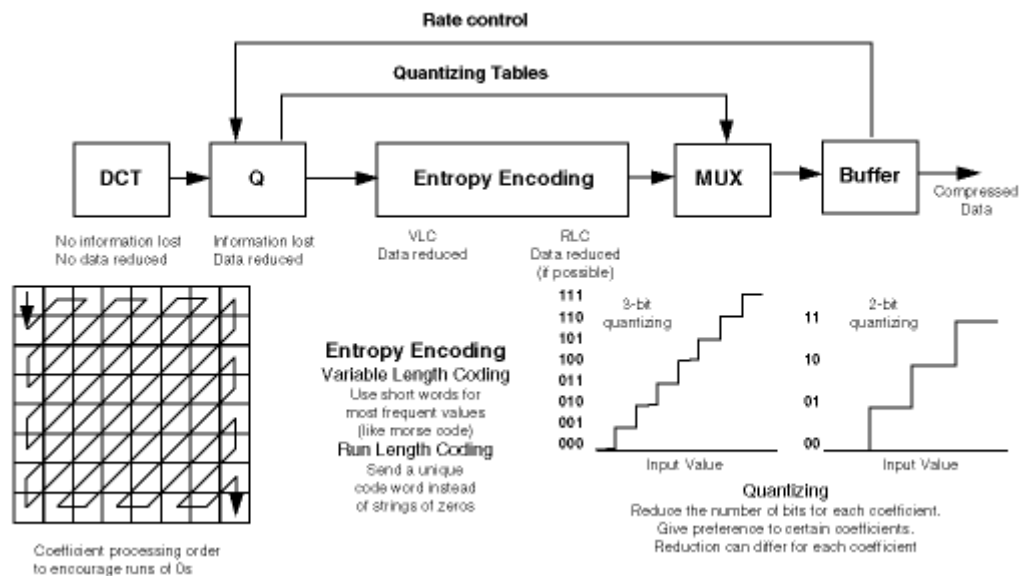 Rate control
Quantizing Tables
DCT
Q
Entropy Encoding
MUX
Buffer
Compressed
Data
No information lost
No data reduced
Information lost
Data reduced
VLC
Data reduced
RLC
Data reduced
(if possible)
Coefficient processing order
to encourage runs of 0s
Entropy Encoding
Variable Length Coding
Use short words for
most frequent values
(like morse code)
Run Length Coding
Send a unique
code word instead
of strings of zeros
3-bit
quantizing
111
110
101
100
011
010
001
000
Input Value
2-bit
quantizing
11
10
01
00
Input Value
Quantizing
Reduce the number of bits for each coefficient.
Give preference to certain coefficients.
Reduction can differ for each coefficient